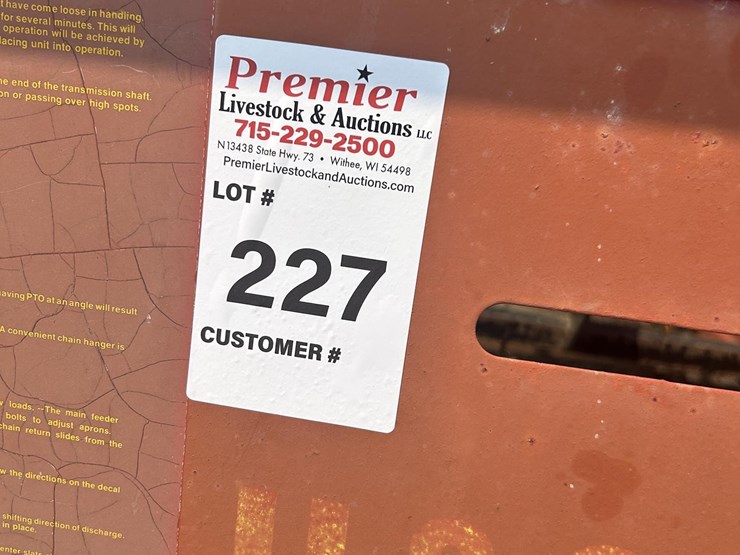 t have come loose in handling.
for several minutes. This will
operation will be achieved by
lacing unit into operation.
e end of the transmission shaft.
on or passing over high spots.
aving PTO at an angle will result
A convenient chain hanger is
loads. --The main feeder
bolts to adjust aprons.
chain return slides from the
w the directions on the decal
shifting direction of discharge.
in place.
enter slats
Premier
Livestock & Auctions LLC
715-229-2500
N13438 State Hwy. 73 • Withee, WI 54498
PremierLivestockandAuctions.com
LOT #
227
CUSTOMER #